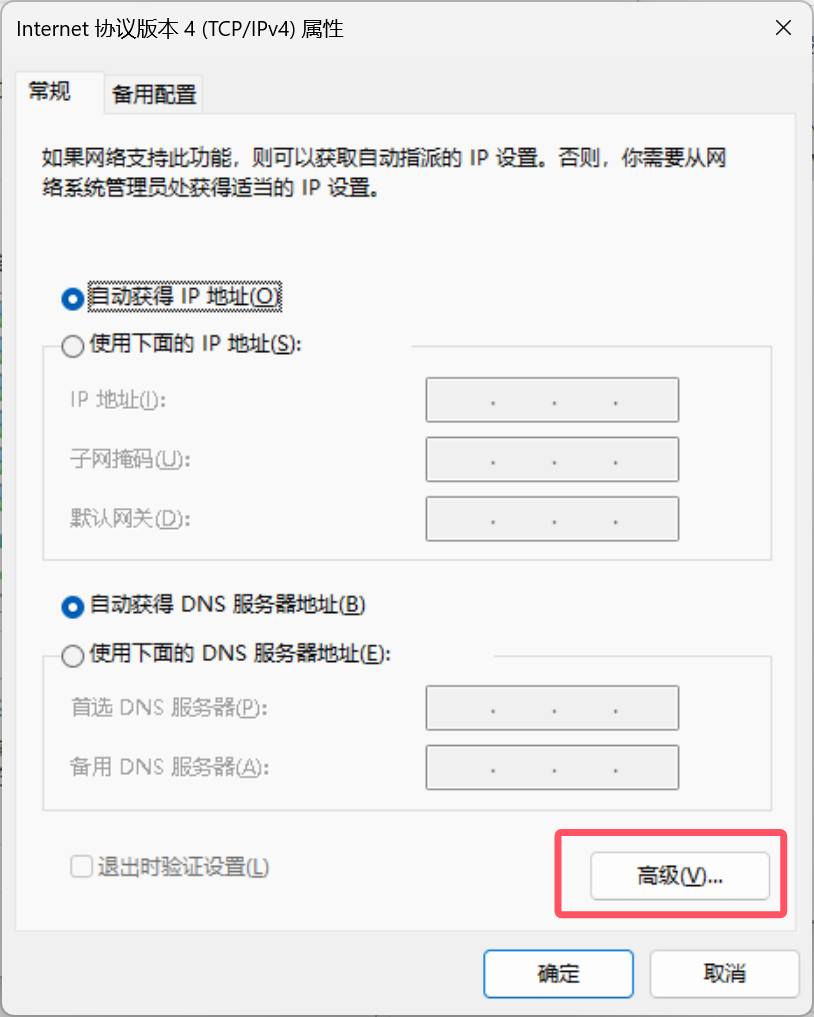 Internet 协议版本 4 (TCP/IPv4) 属性
常规
备用配置
如果网络支持此功能，则可以获取自动指派的 IP 设置。否则，你需要从网
络系统管理员处获得适当的 IP 设置。
自动获得 IP 地址(O)
使用下面的 IP 地址(S):
IP 地址(I):
. . .
子网掩码(U):
. . .
默认网关(D):
. . .
自动获得 DNS 服务器地址(B)
使用下面的 DNS 服务器地址(E):
首选 DNS 服务器(P):
. . .
备用 DNS 服务器(A):
. . .
退出时验证设置(L)
高级(V)...
确定
取消